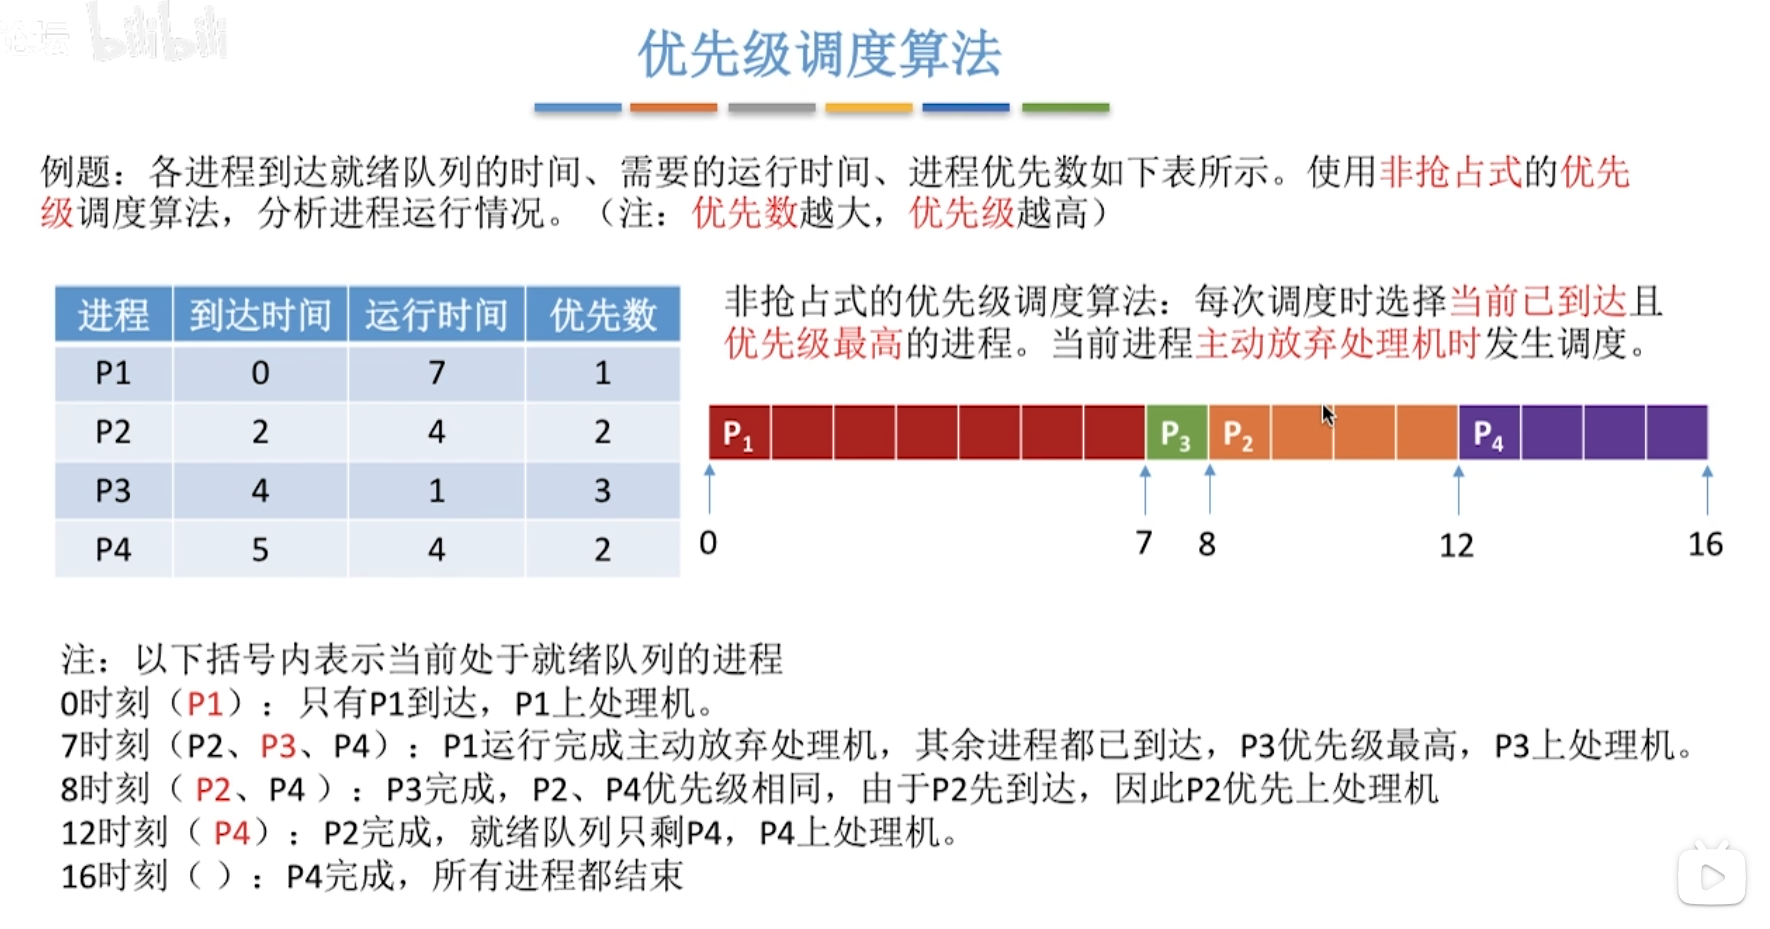 论坛 bilibili
优先级调度算法
例题：各进程到达就绪队列的时间、需要的运行时间、进程优先数如下表所示。使用非抢占式的优先
级调度算法，分析进程运行情况。（注：优先数越大，优先级越高）
进程 到达时间 运行时间 优先数
P1 0 7 1
P2 2 4 2
P3 4 1 3
P4 5 4 2
非抢占式的优先级调度算法：每次调度时选择当前已到达且
优先级最高的进程。当前进程主动放弃处理机时发生调度。
P1 P3 P2 P4
0 7 8 12 16
注：以下括号内表示当前处于就绪队列的进程
0时刻（P1）：只有P1到达，P1上处理机。
7时刻（P2、P3、P4）：P1运行完成主动放弃处理机，其余进程都已到达，P3优先级最高，P3上处理机。
8时刻（ P2、P4 ）：P3完成，P2、P4优先级相同，由于P2先到达，因此P2优先上处理机
12时刻（ P4）：P2完成，就绪队列只剩P4，P4上处理机。
16时刻（ ）：P4完成，所有进程都结束